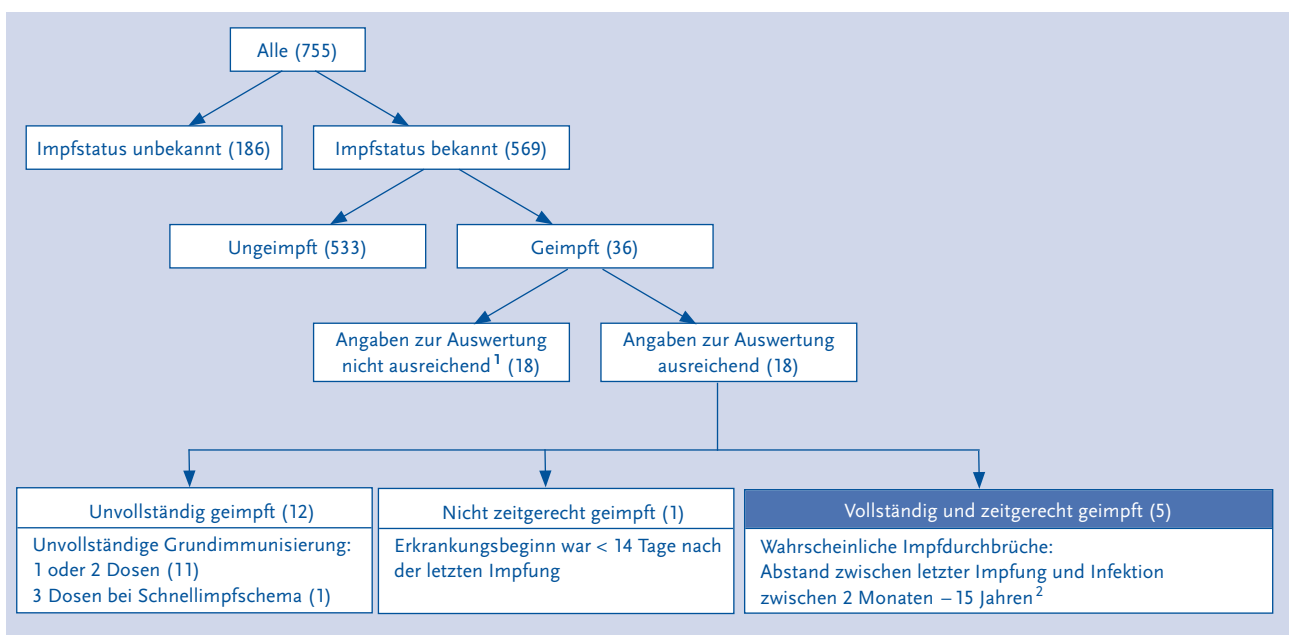 Alle (755)
Impfstatus unbekannt (186)
Impfstatus bekannt (569)
Ungeimpft (533)
Geimpft (36)
Angaben zur Auswertung
nicht ausreichend¹ (18)
Angaben zur Auswertung
ausreichend (18)
Unvollständig geimpft (12)
Unvollständige Grundimmunisierung:
1 oder 2 Dosen (11)
3 Dosen bei Schnellimpfschema (1)
Nicht zeitgerecht geimpft (1)
Erkrankungsbeginn war < 14 Tage nach
der letzten Impfung
Vollständig und zeitgerecht geimpft (5)
Wahrscheinliche Impfdurchbrüche:
Abstand zwischen letzter Impfung und Infektion
zwischen 2 Monaten – 15 Jahren²